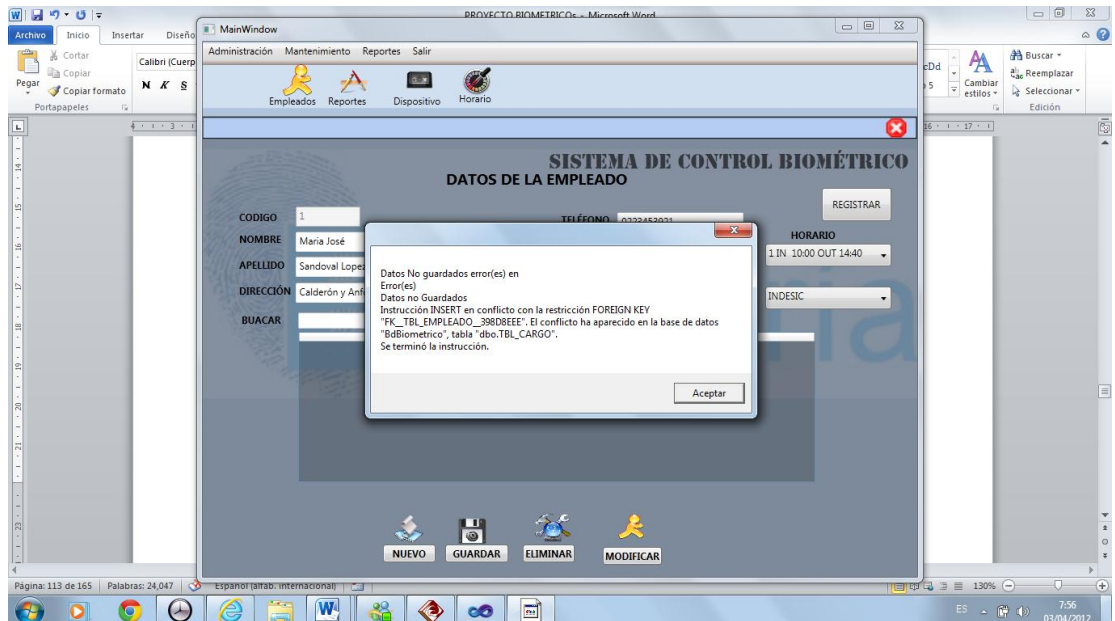 PROYECTO BIOMETRICOs - Microsoft Word
Archivo Inicio Insertar Diseño
Cortar
Copiar
Copiar formato
Pegar
Portapapeles
Calibri (Cuerp
N K S
Cambiar estilos
Buscar
Reemplazar
Seleccionar
Edición
MainWindow
Administración Mantenimiento Reportes Salir
Empleados Reportes Dispositivo Horario
SISTEMA DE CONTROL BIOMÉTRICO
DATOS DE LA EMPLEADO
REGISTRAR
CODIGO 1
TELÉFONO 0223453921
NOMBRE Maria José
HORARIO
1 IN 10:00 OUT 14:40
APELLIDO Sandoval Lope
DIRECCIÓN Calderón y Anf
INDESIC
BUACAR
Datos No guardados error(es) en
Error(es)
Datos no Guardados
Instrucción INSERT en conflicto con la restricción FOREIGN KEY
"FK__TBL_EMPLEADO__398D8EEE". El conflicto ha aparecido en la base de datos
"BdBiometrico", tabla "dbo.TBL_CARGO".
Se terminó la instrucción.
Aceptar
NUEVO GUARDAR ELIMINAR MODIFICAR
Página: 113 de 165 Palabras: 24,047 Español (alfab. internacional) 130%
ES 7:56
03/04/2012